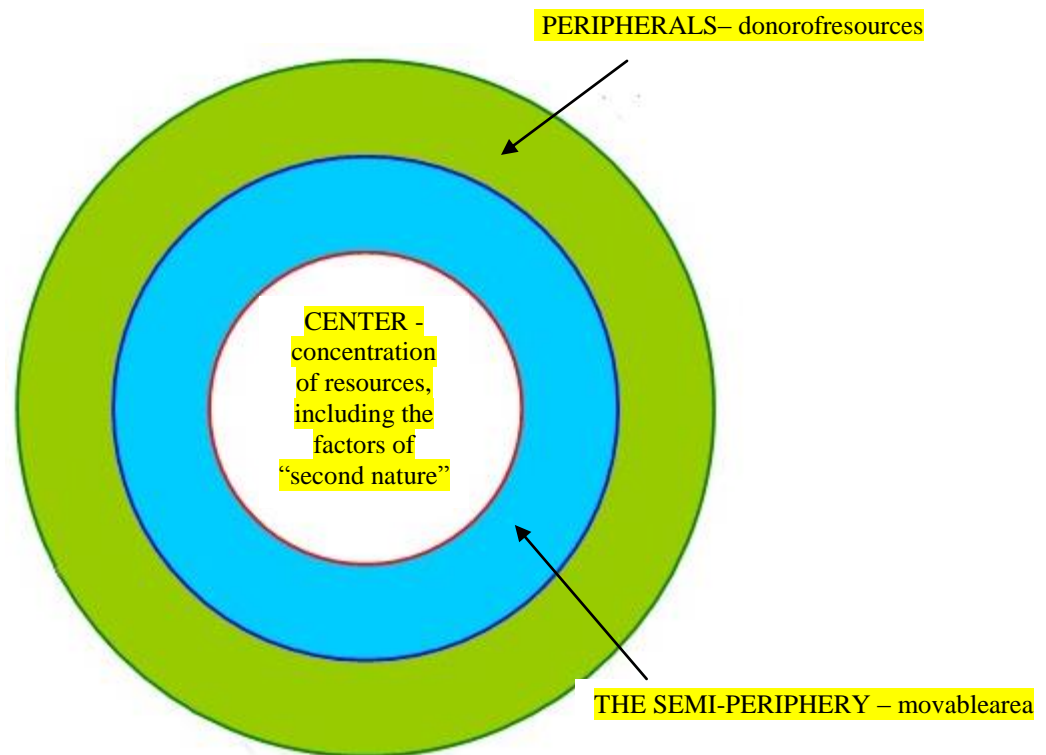 PERIPHERALS– donorofresources
CENTER -
concentration
of resources,
including the
factors of
“second nature”
THE SEMI-PERIPHERY – movablearea